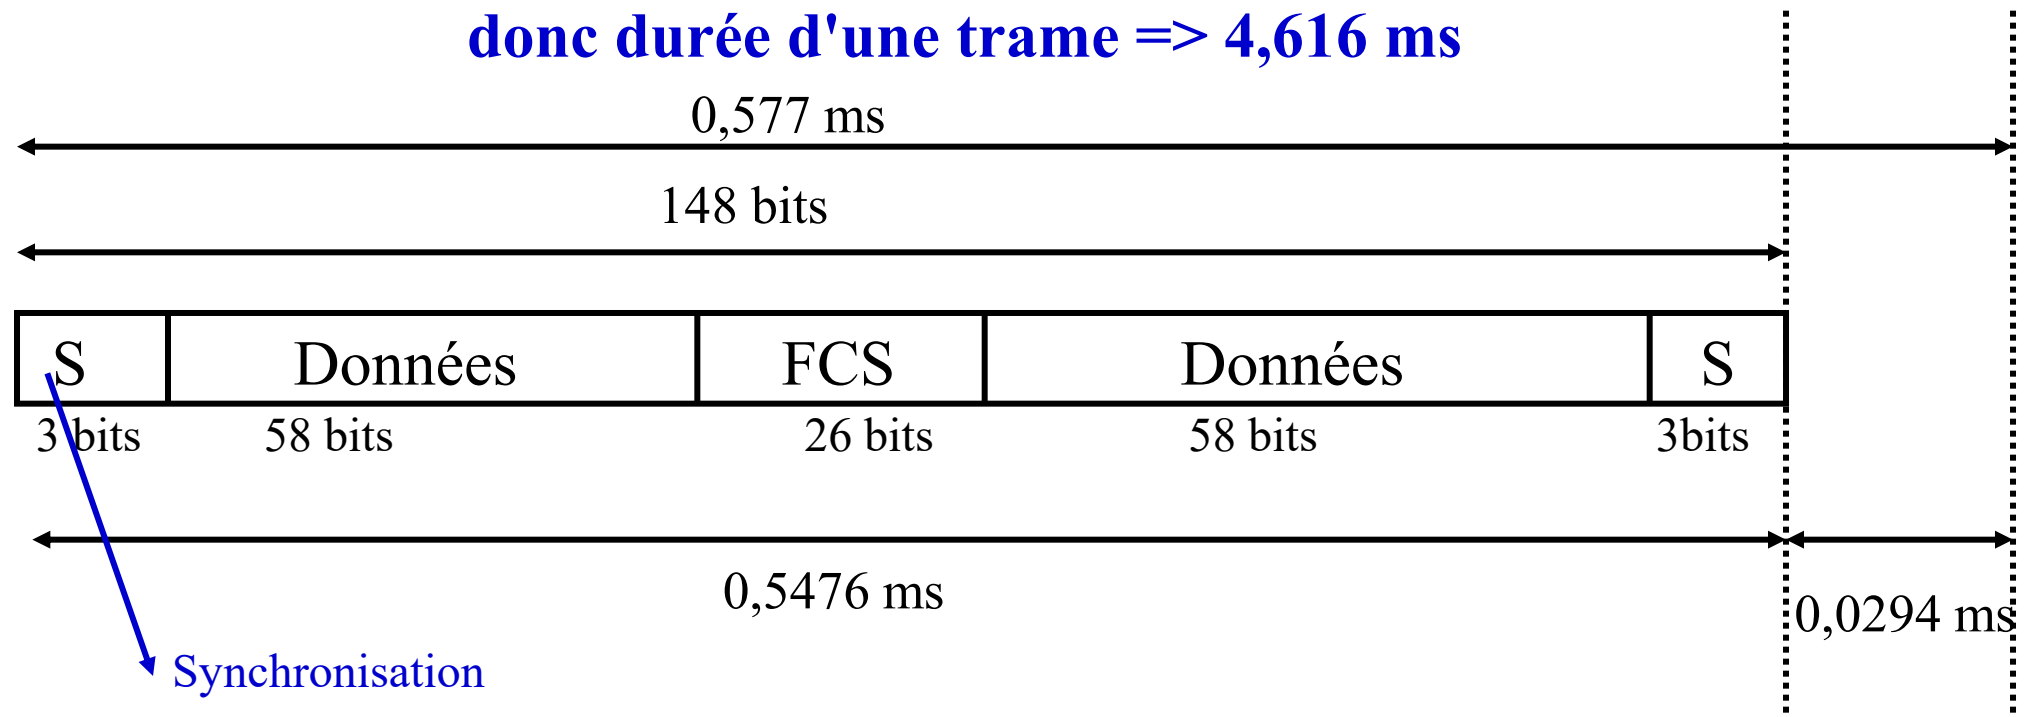 donc durée d'une trame => 4,616 ms
0,577 ms
148 bits
S Données FCS Données S
3 bits 58 bits 26 bits 58 bits 3bits
0,5476 ms
0,0294 ms
Synchronisation